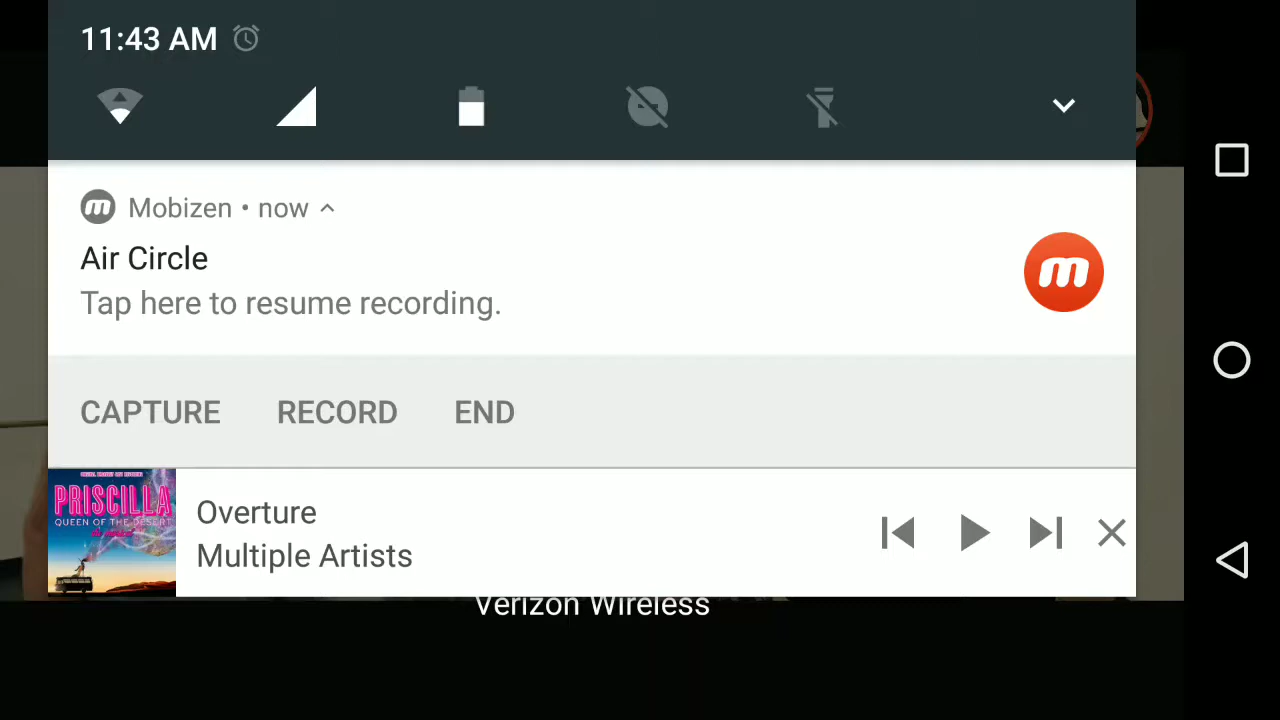 11:43 AM
Mobizen • now
Air Circle
Tap here to resume recording.
CAPTURE RECORD END
PRISCILLA
QUEEN OF THE DESERT
Overture
Multiple Artists
Verizon Wireless